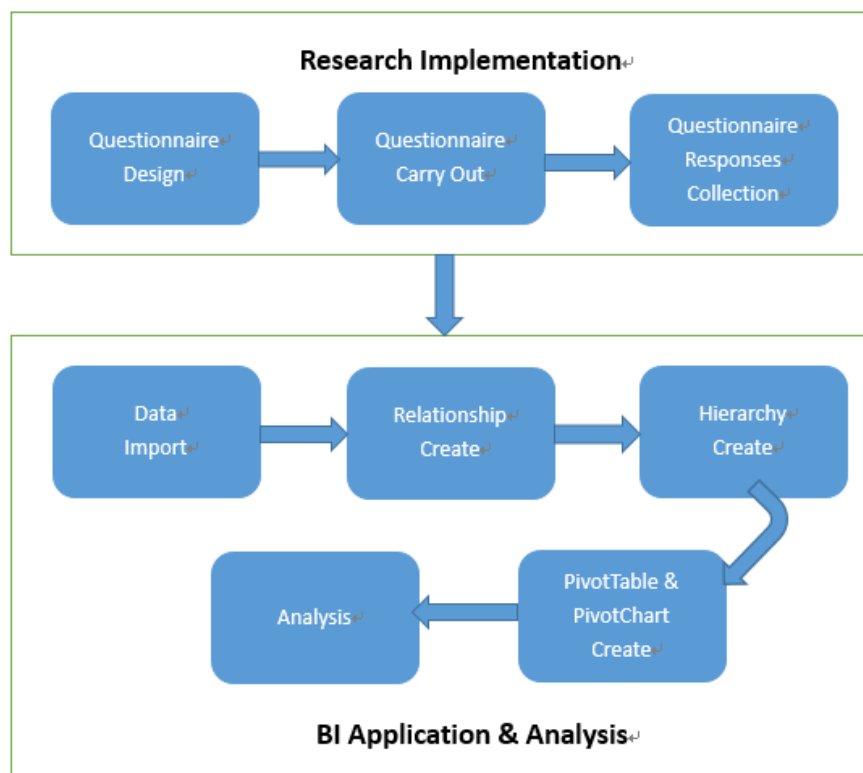 Research Implementation
Questionnaire
Design
Questionnaire
Carry Out
Questionnaire
Responses
Collection
Data
Import
Relationship
Create
Hierarchy
Create
PivotTable &
PivotChart
Create
Analysis
BI Application & Analysis